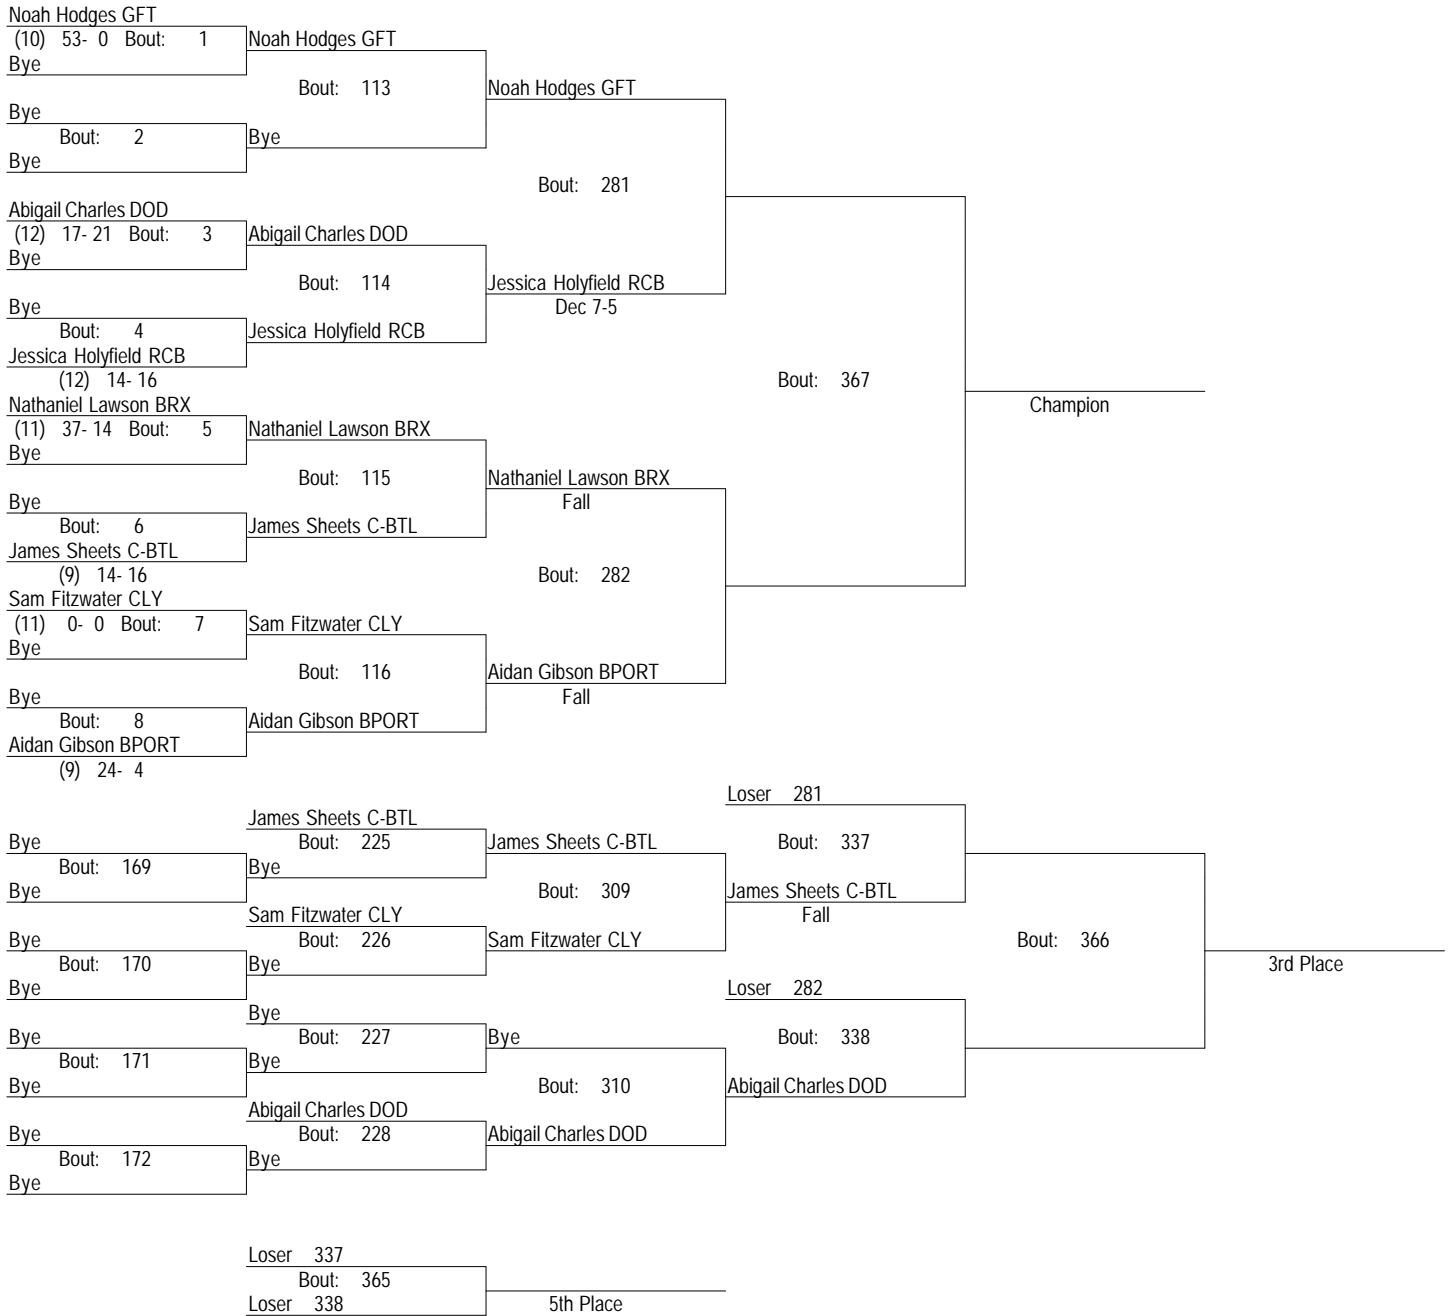 Noah Hodges GFT
(10) 53- 0 Bout: 1 Noah Hodges GFT
Bye
Bout: 113 Noah Hodges GFT
Bye
Bout: 2 Bye
Bye
Bout: 281
Abigail Charles DOD
(12) 17- 21 Bout: 3 Abigail Charles DOD
Bye
Bout: 114 Jessica Holyfield RCB
Bye Dec 7-5
Bout: 4 Jessica Holyfield RCB
Jessica Holyfield RCB
(12) 14- 16 Bout: 367
Nathaniel Lawson BRX Champion
(11) 37- 14 Bout: 5 Nathaniel Lawson BRX
Bye
Bout: 115 Nathaniel Lawson BRX
Bye Fall
Bout: 6 James Sheets C-BTL
James Sheets C-BTL
(9) 14- 16 Bout: 282
Sam Fitzwater CLY
(11) 0- 0 Bout: 7 Sam Fitzwater CLY
Bye
Bout: 116 Aidan Gibson BPORT
Bye Fall
Bout: 8 Aidan Gibson BPORT
Aidan Gibson BPORT
(9) 24- 4
Loser 281
James Sheets C-BTL
Bye Bout: 225 James Sheets C-BTL Bout: 337
Bout: 169 Bye
Bye Bout: 309 James Sheets C-BTL
Sam Fitzwater CLY Fall
Bye Bout: 226 Sam Fitzwater CLY Bout: 366
Bout: 170 Bye 3rd Place
Bye Loser 282
Bye
Bye Bout: 227 Bye Bout: 338
Bout: 171 Bye
Bye Bout: 310 Abigail Charles DOD
Abigail Charles DOD
Bye Bout: 228 Abigail Charles DOD
Bout: 172 Bye
Bye
Loser 337
Bout: 365
Loser 338 5th Place